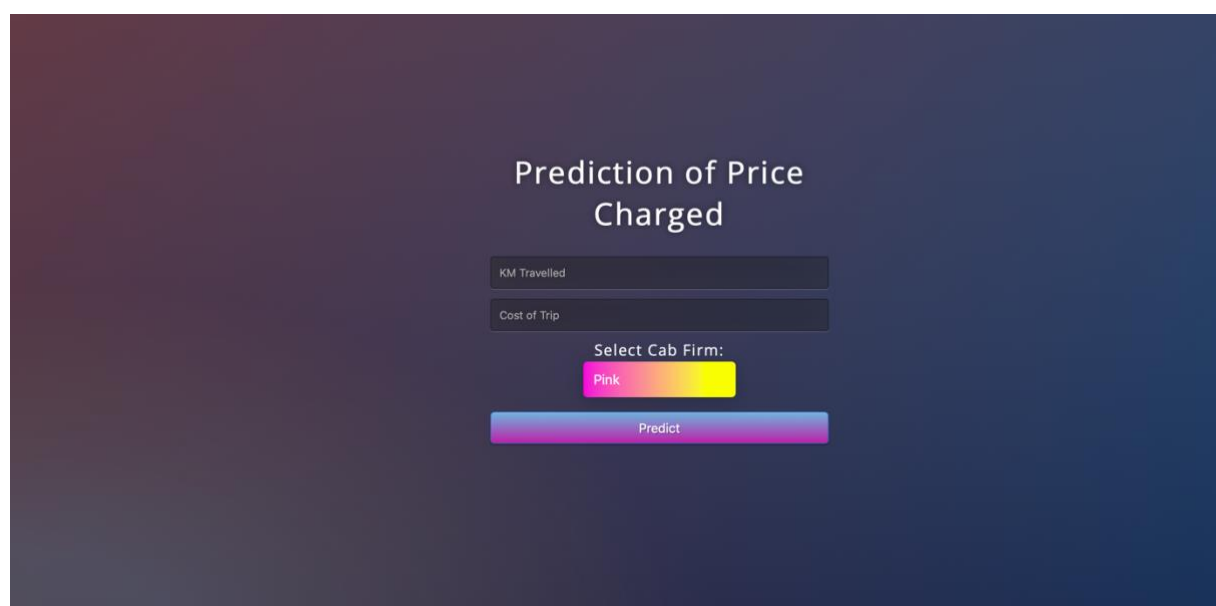 Prediction of Price
Charged
KM Travelled
Cost of Trip
Select Cab Firm:
Pink
Predict